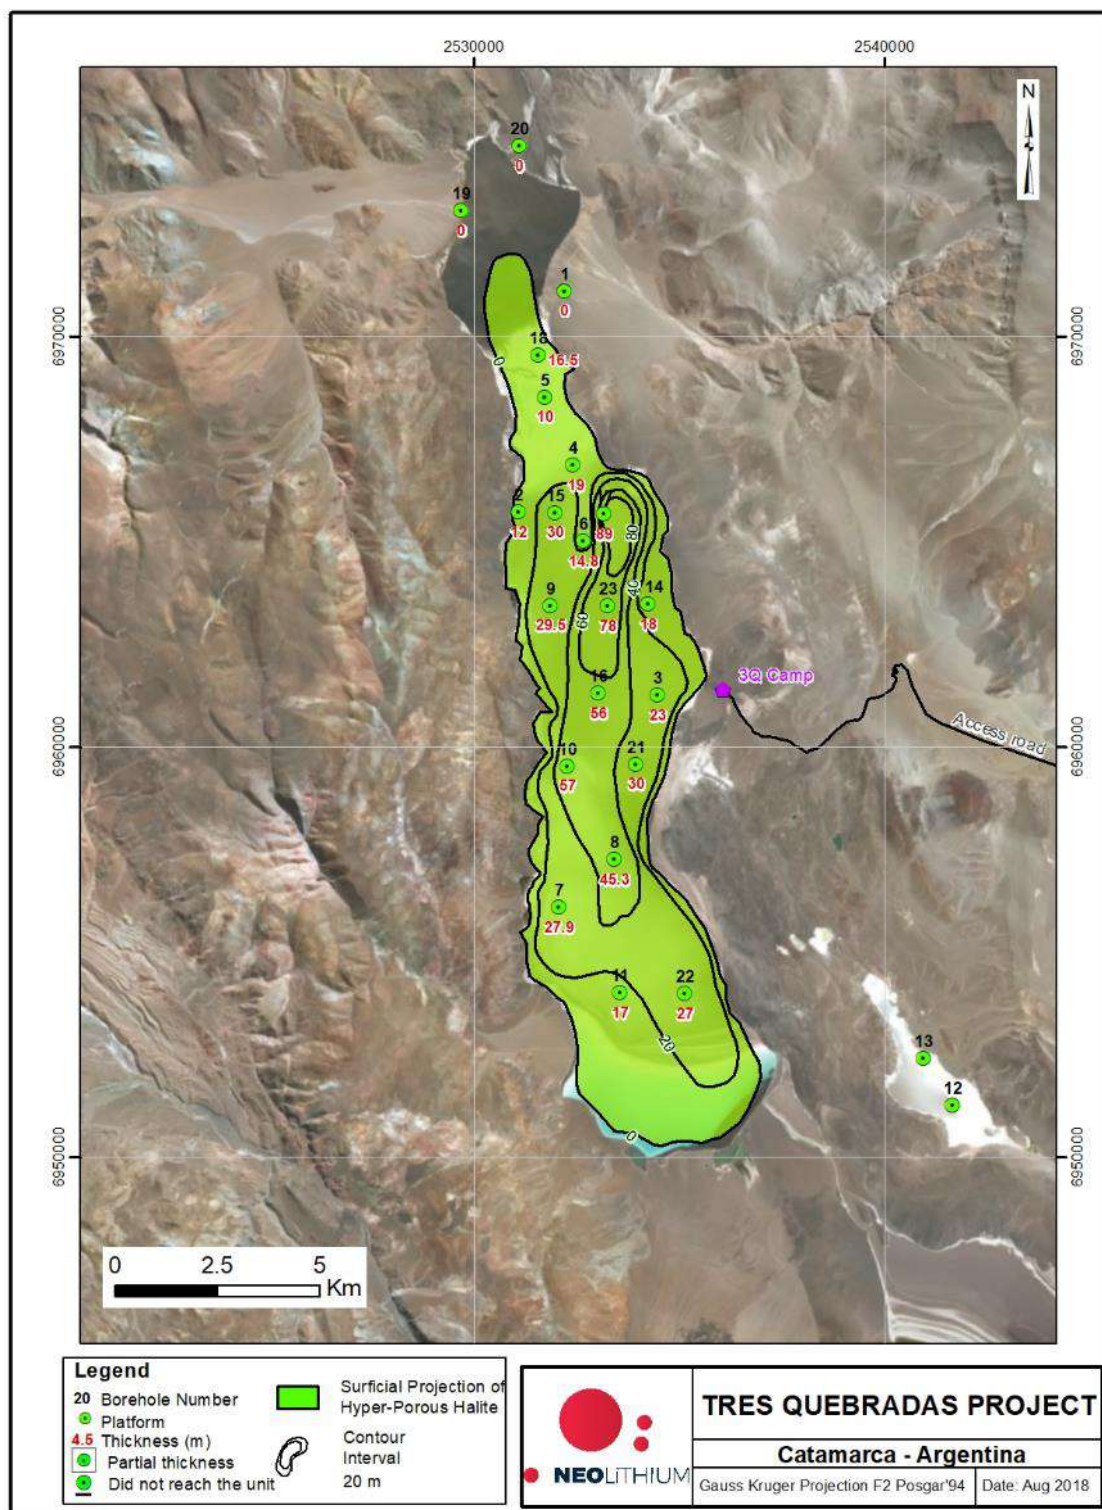 2530000
2540000
N
20
0
19
0
1
0
6970000
6970000
18
16.5
0
5
10
4
19
2
12
15
30
6
14.8
89
80
40
14
18
9
29.5
23
78
60
3Q Camp
16
56
3
23
Access road
6960000
6960000
10
57
21
30
8
45.3
7
27.9
11
17
22
27
20
13
12
0
6950000
6950000
0 2.5 5
Km
Legend
20 Borehole Number
Platform
4.5 Thickness (m)
Partial thickness
Did not reach the unit
Surficial Projection of
Hyper-Porous Halite
Contour
Interval
20 m
NEOLiTHIUM
TRES QUEBRADAS PROJECT
Catamarca - Argentina
Gauss Kruger Projection F2 Posgar'94
Date: Aug 2018